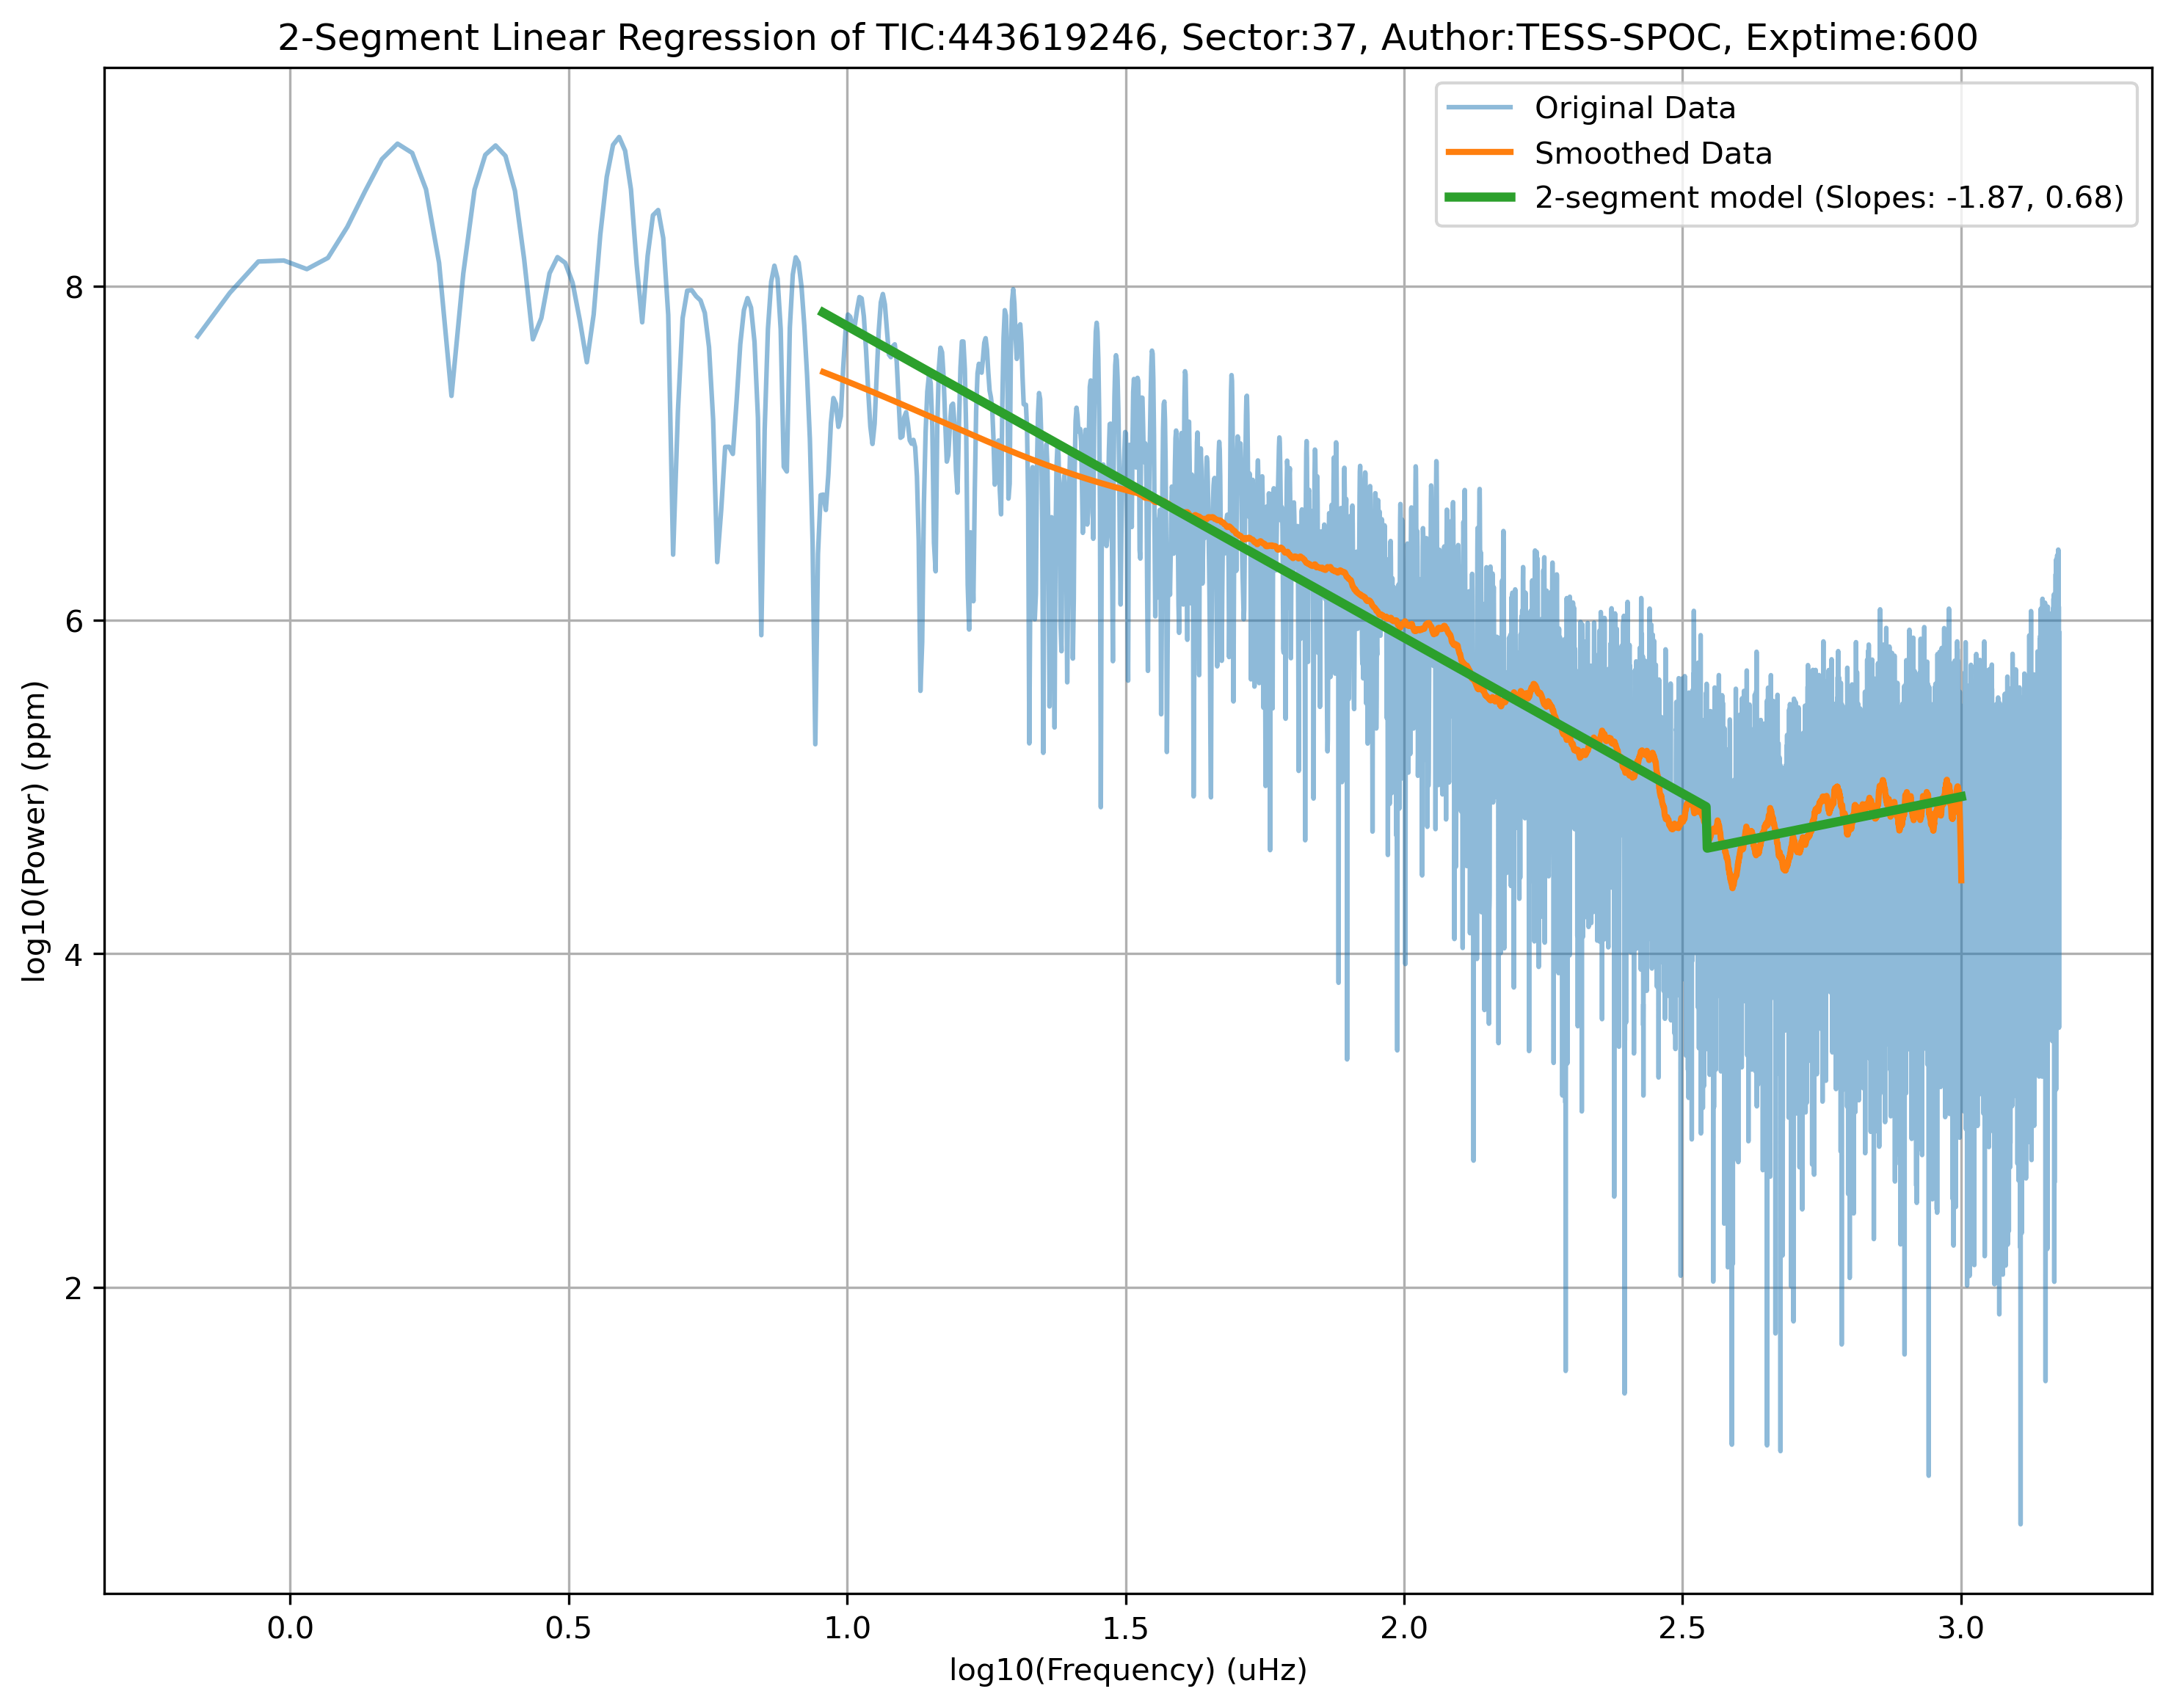 2-Segment Linear Regression of TIC:443619246, Sector:37, Author:TESS-SPOC, Exptime:600
Original Data
Smoothed Data
2-segment model (Slopes: -1.87, 0.68)
log10(Power) (ppm)
8
6
4
2
0.0 0.5 1.0 1.5 2.0 2.5 3.0
log10(Frequency) (uHz)